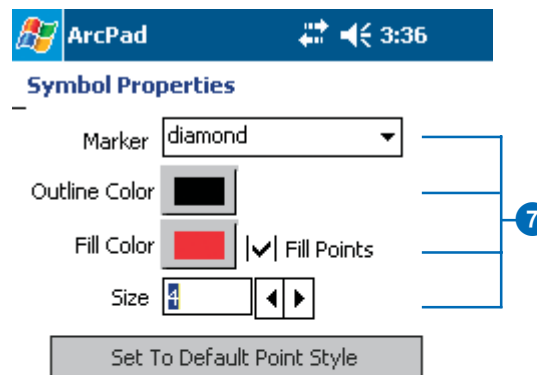 ArcPad 3:36
Symbol Properties
Marker diamond
Outline Color
Fill Color Fill Points
Size 4
Set To Default Point Style
7